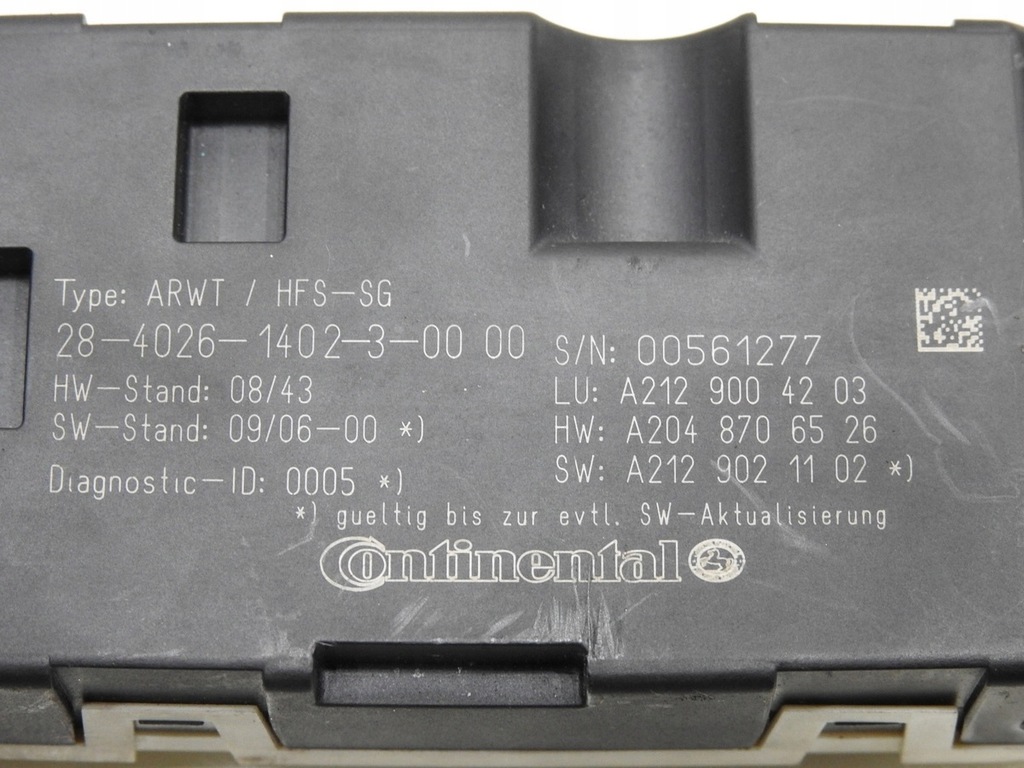 Type: ARWT / HFS-SG
28-4026-1402-3-00 00
HW-Stand: 08/43
SW-Stand: 09/06-00 *)
Diagnostic-ID: 0005 *)
S/N: 00561277
LU: A212 900 42 03
HW: A204 870 65 26
SW: A212 902 11 02 *)
*) gueltig bis zur evtl. SW-Aktualisierung
Continental